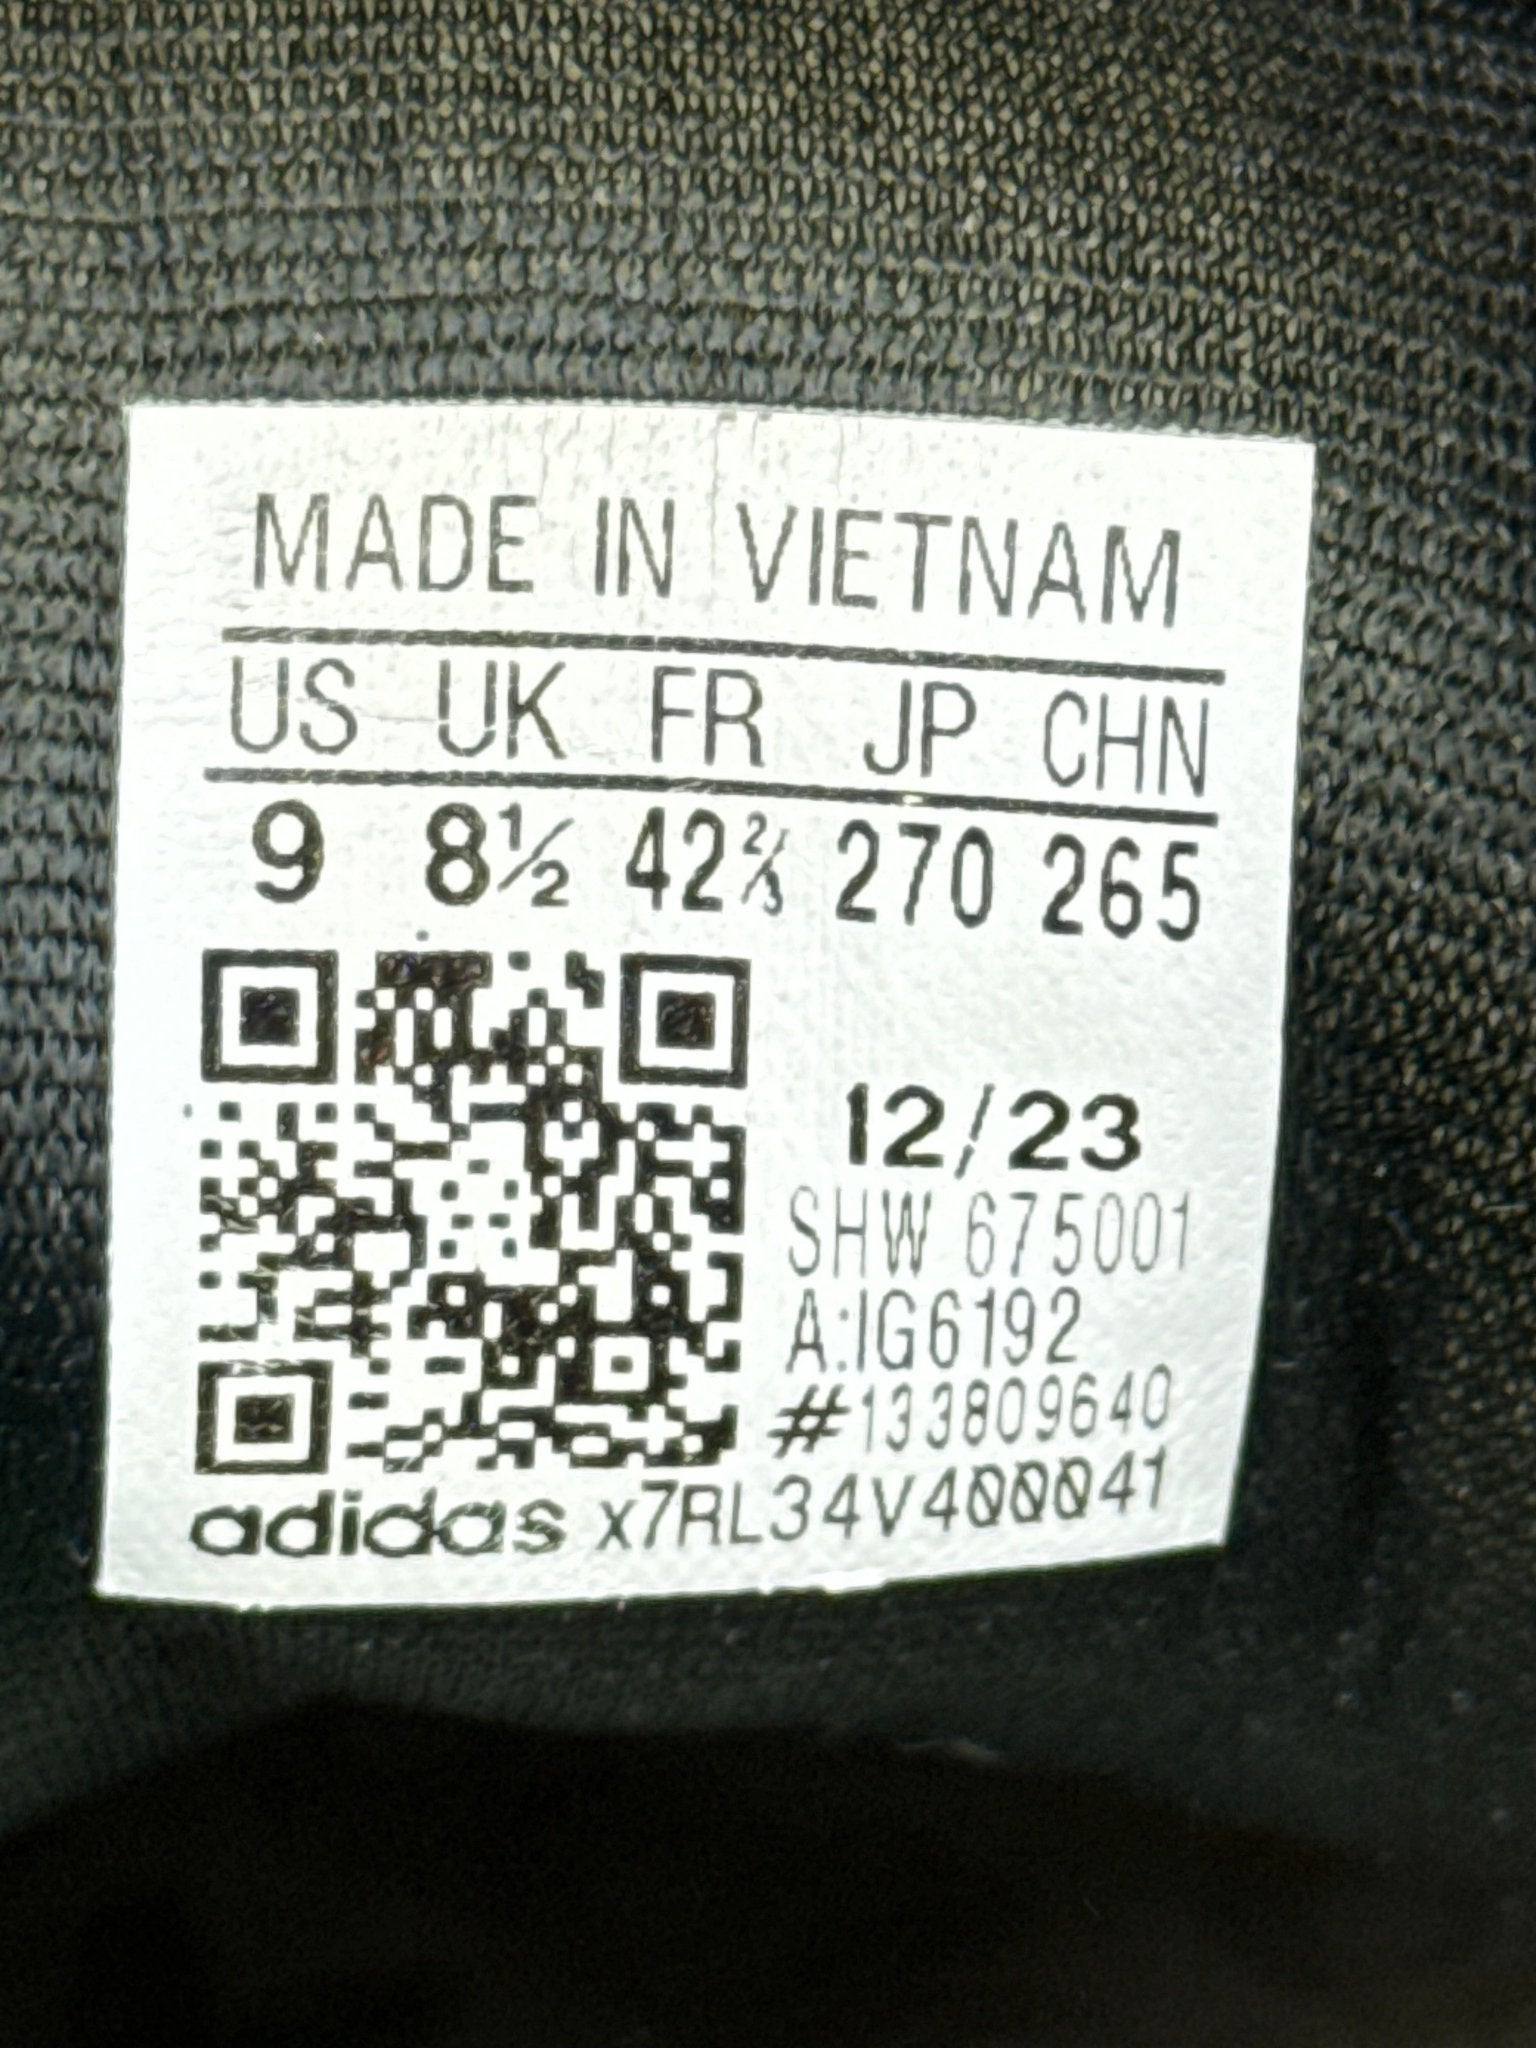 MADE IN VIETNAM
US UK FR JP CHN
9 8½ 42⅔ 270 265
12/23
SHW 675001
A:IG6192
#133809640
adidas x7RL34V400041